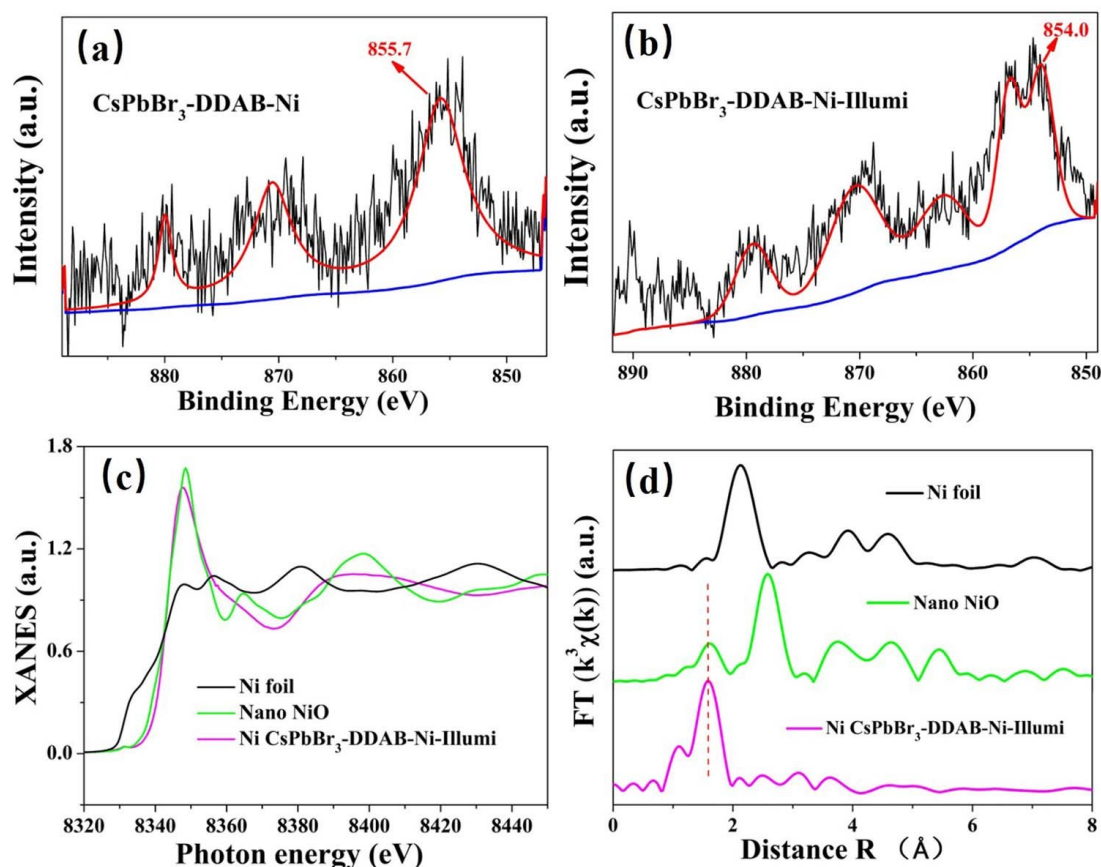 (a)
855.7
CsPbBr₃-DDAB-Ni
Intensity (a.u.)
880
870
860
850
Binding Energy (eV)
(b)
854.0
CsPbBr₃-DDAB-Ni-Illumi
Intensity (a.u.)
890
880
870
860
850
Binding Energy (eV)
(c)
1.8
1.2
0.6
0.0
XANES (a.u.)
Ni foil
Nano NiO
Ni CsPbBr₃-DDAB-Ni-Illumi
8320
8340
8360
8380
8400
8420
8440
Photon energy (eV)
(d)
FT (k³χ(k)) (a.u.)
Ni foil
Nano NiO
Ni CsPbBr₃-DDAB-Ni-Illumi
0
2
4
6
8
Distance R (Å)